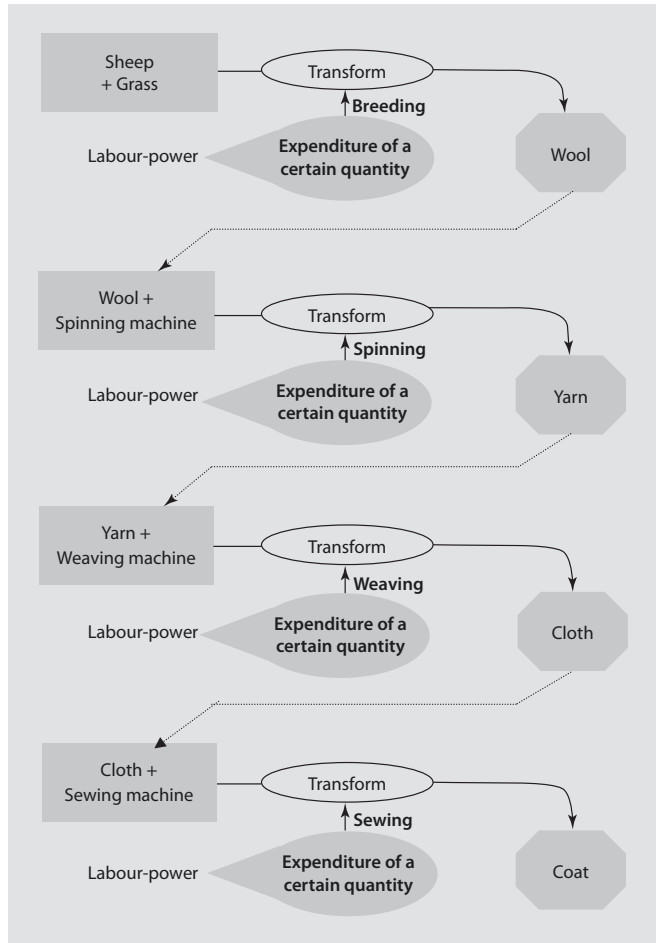 Sheep
+ Grass
Transform
Breeding
Labour-power
Expenditure of a
certain quantity
Wool
Wool +
Spinning machine
Transform
Spinning
Labour-power
Expenditure of a
certain quantity
Yarn
Yarn +
Weaving machine
Transform
Weaving
Labour-power
Expenditure of a
certain quantity
Cloth
Cloth +
Sewing machine
Transform
Sewing
Labour-power
Expenditure of a
certain quantity
Coat